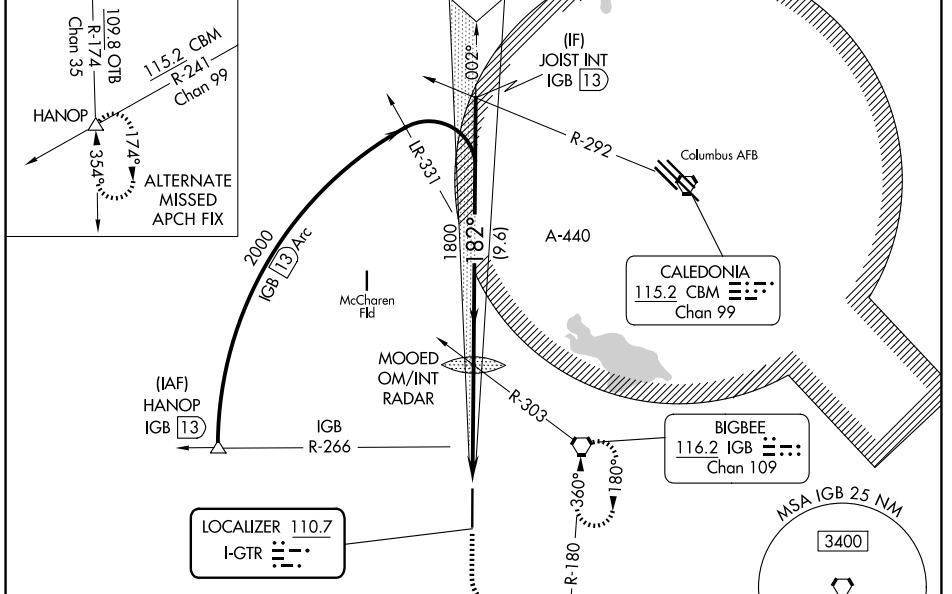 109.8 OTB
R-174
Chan 35
115.2 CBM
R-241
Chan 99
HANOP
174°
354°
ALTERNATE
MISSED
APCH FIX
002°
(IF)
JOIST INT
IGB 13
R-292
Columbus AFB
LR-331
2000
IGB 13 Arc
1800
182°
(9.6)
A-440
McCharen
Fld
CALEDONIA
115.2 CBM
Chan 99
MOOED
OM/INT
RADAR
R-303
(IAF)
HANOP
IGB 13
IGB
R-266
BIGBEE
116.2 IGB
Chan 109
360°
180°
R-180
LOCALIZER 110.7
I-GTR
MSA IGB 25 NM
3400